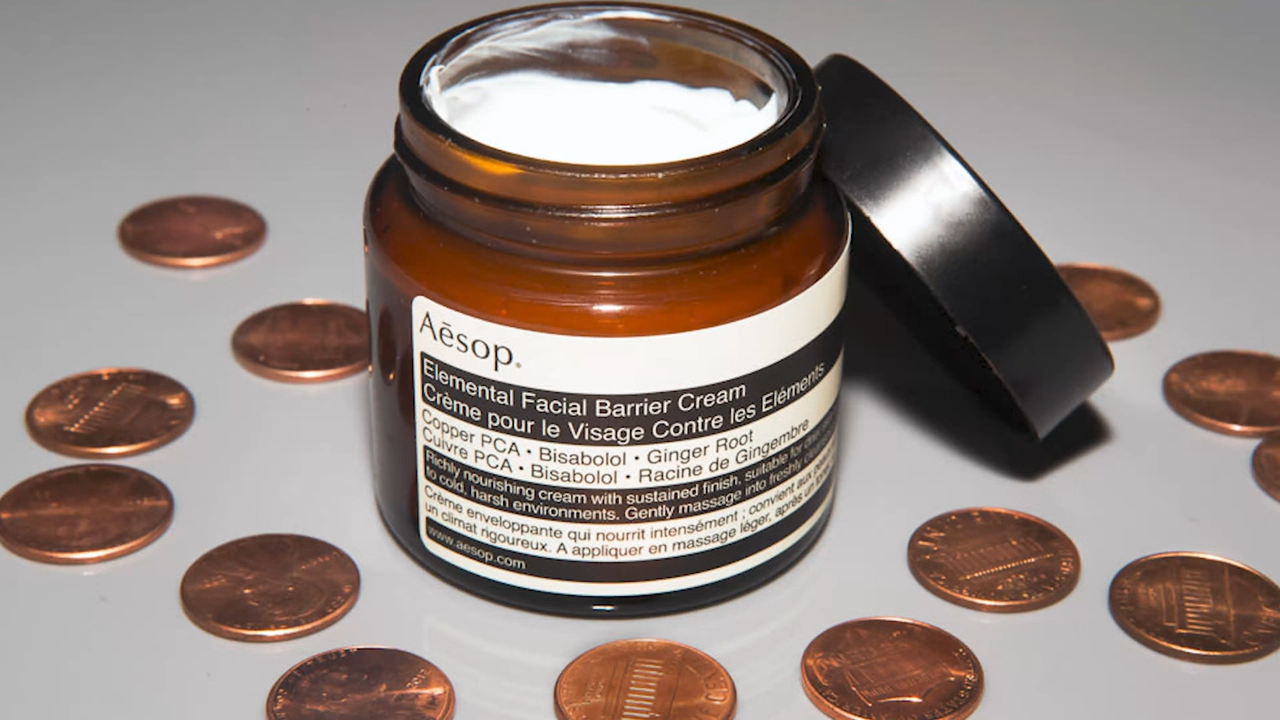 Aēsop.
Elemental Facial Barrier Cream
Crème pour le Visage Contre les Eléments
Copper PCA • Bisabolol • Ginger Root
Cuivre PCA • Bisabolol • Racine de Gingembre
Richly nourishing cream with sustained finish, suitable for
to cold, harsh environments. Gently massage into freshly
Crème enveloppante qui nourrit intensément ; convient aux
un climat rigoureux. A appliquer en massage léger, après un
www.aesop.com